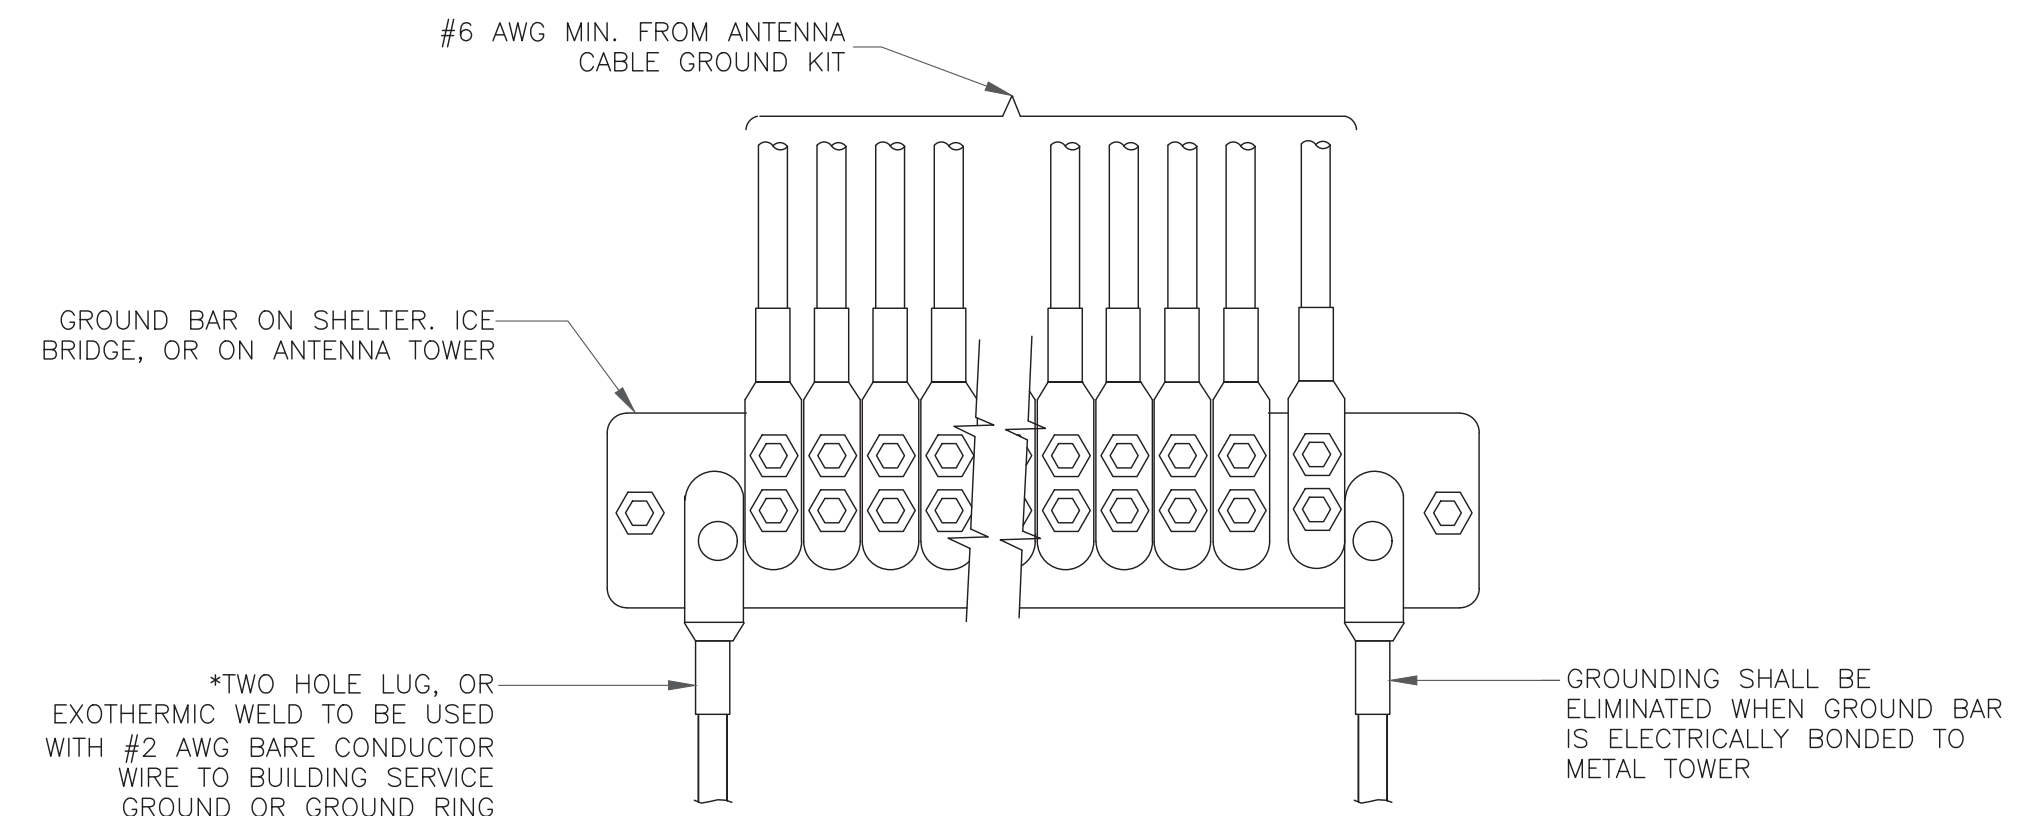 #6 AWG MIN. FROM ANTENNA
CABLE GROUND KIT
GROUND BAR ON SHELTER. ICE
BRIDGE, OR ON ANTENNA TOWER
*TWO HOLE LUG, OR
EXOTHERMIC WELD TO BE USED
WITH #2 AWG BARE CONDUCTOR
WIRE TO BUILDING SERVICE
GROUND OR GROUND RING
GROUNDING SHALL BE
ELIMINATED WHEN GROUND BAR
IS ELECTRICALLY BONDED TO
METAL TOWER